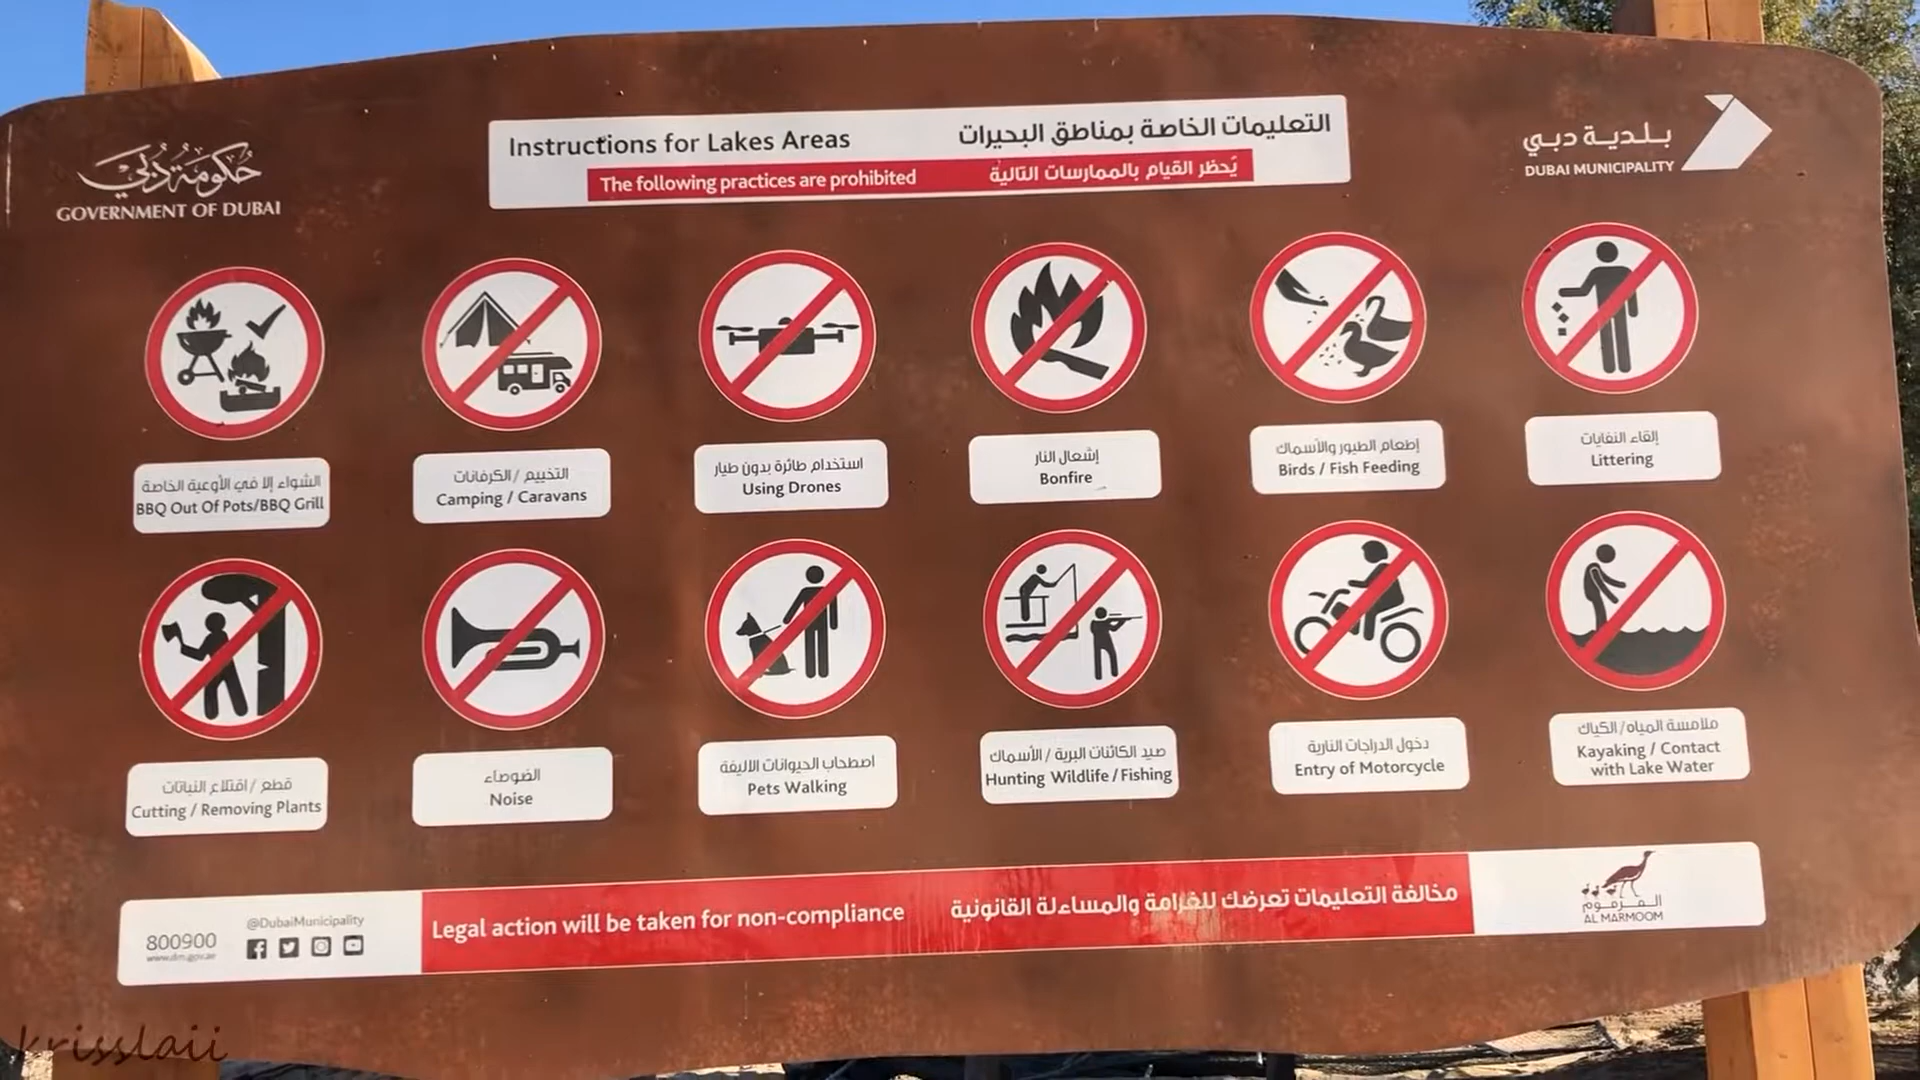 حكومة دبي
GOVERNMENT OF DUBAI
Instructions for Lakes Areas
التعليمات الخاصة بمناطق البحيرات
The following practices are prohibited
يُحظر القيام بالممارسات التالية
بلدية دبي
DUBAI MUNICIPALITY
الشواء إلا في الأوعية الخاصة
BBQ Out Of Pots/BBQ Grill
التخييم / الكرفانات
Camping / Caravans
استخدام طائرة بدون طيار
Using Drones
إشعال النار
Bonfire
إطعام الطيور والأسماك
Birds / Fish Feeding
إلقاء النفايات
Littering
قطع / اقتلاع النباتات
Cutting / Removing Plants
الضوضاء
Noise
اصطحاب الحيوانات الأليفة
Pets Walking
صيد الكائنات البرية / الأسماك
Hunting Wildlife / Fishing
دخول الدراجات النارية
Entry of Motorcycle
ملامسة المياه / الكياك
Kayaking / Contact
with Lake Water
800900
www.dm.gov.ae
@DubaiMunicipality
Legal action will be taken for non-compliance
مخالفة التعليمات تعرضك للغرامة والمساءلة القانونية
المرموم
AL MARMOOM
krisslaii